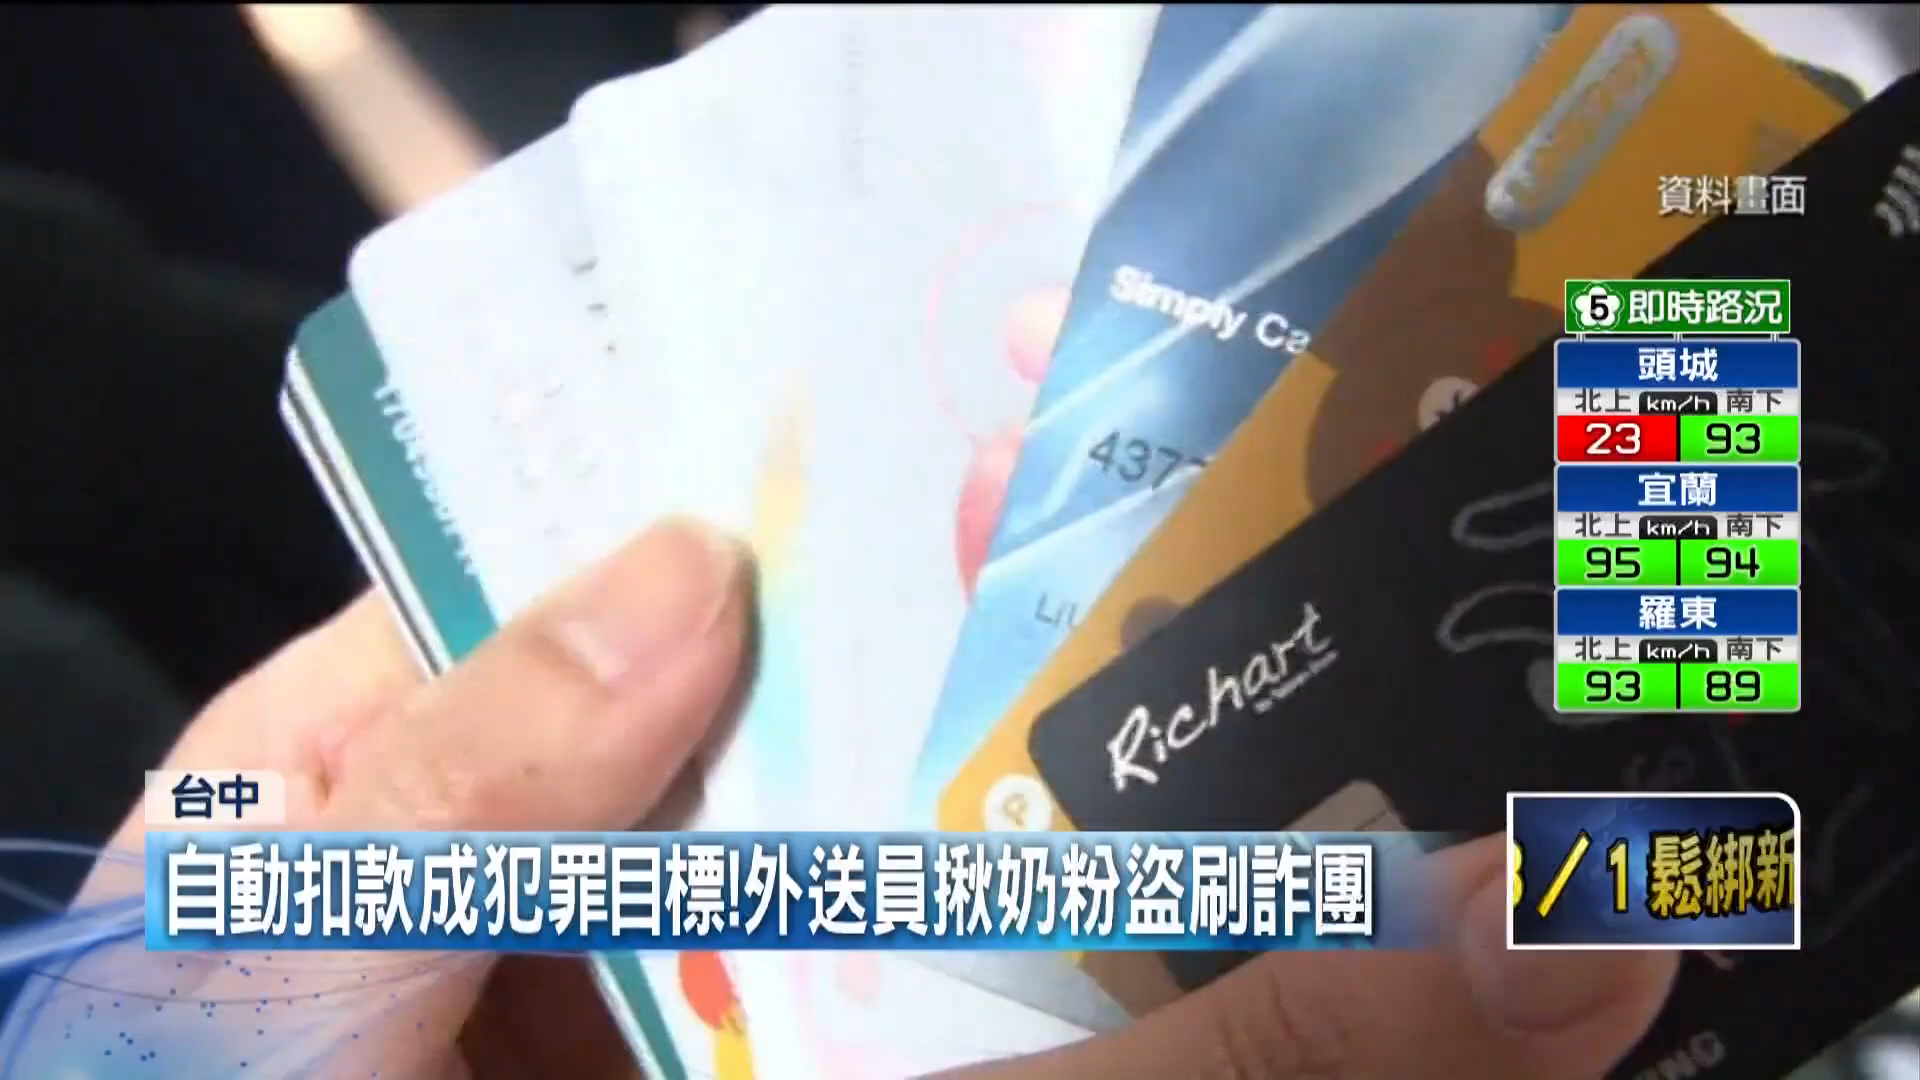 資料畫面
Simply Ca
5 即時路況
頭城
北上 km/h 南下
23 93
宜蘭
北上 km/h 南下
95 94
羅東
北上 km/h 南下
93 89
437
LIU
Richart
台中
自動扣款成犯罪目標!外送員揪奶粉盜刷詐團
/1鬆綁新